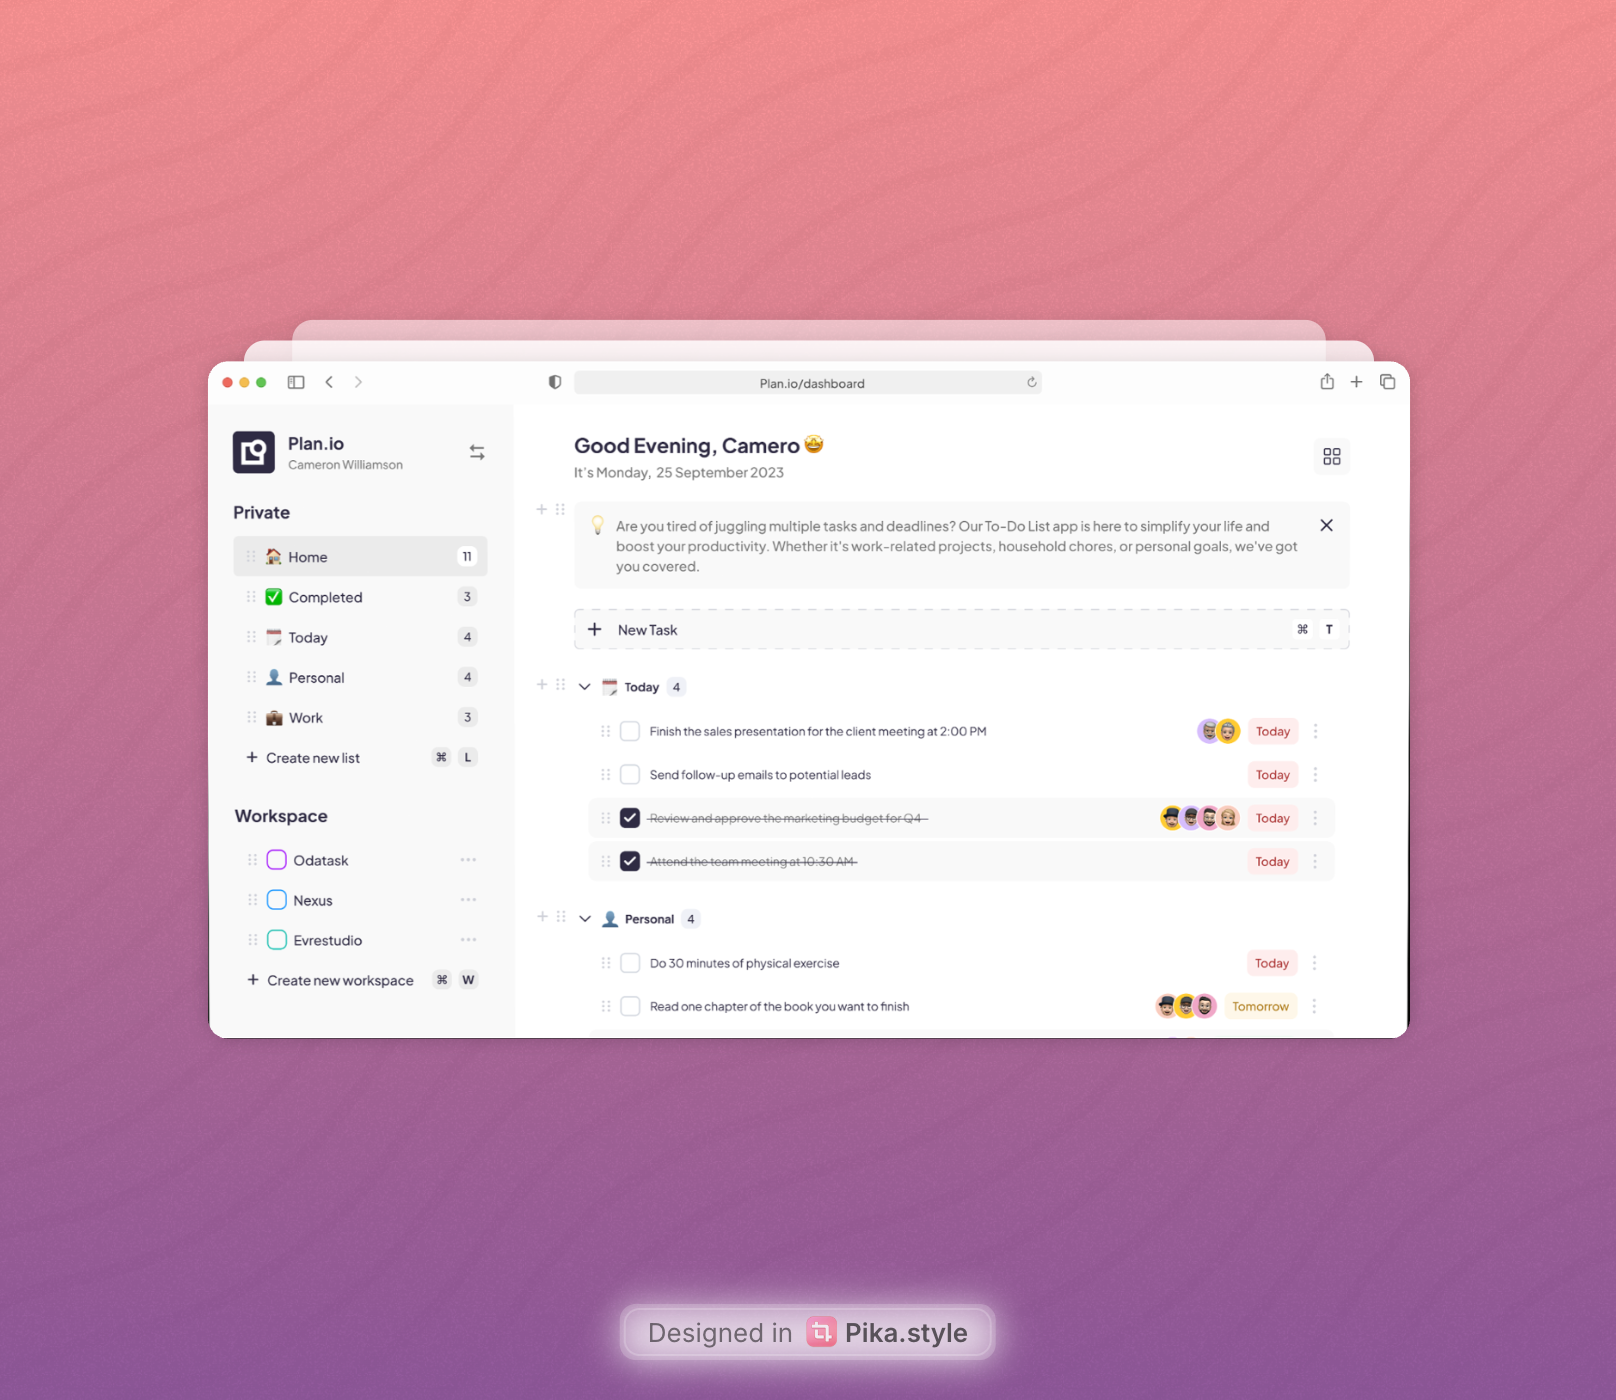 Plan.io/dashboard
Plan.io
Cameron Williamson
Private
Home 11
Completed 3
Today 4
Personal 4
Work 3
+ Create new list ⌘ L
Workspace
Odatask
Nexus
Evrestudio
+ Create new workspace ⌘ W
Good Evening, Camero🤩
It's Monday, 25 September 2023
Are you tired of juggling multiple tasks and deadlines? Our To-Do List app is here to simplify your life and
boost your productivity. Whether it's work-related projects, household chores, or personal goals, we've got
you covered.
+ New Task ⌘ T
Today 4
Finish the sales presentation for the client meeting at 2:00 PM Today
Send follow-up emails to potential leads Today
Review and approve the marketing budget for Q4 Today
Attend the team meeting at 10:30 AM Today
Personal 4
Do 30 minutes of physical exercise Today
Read one chapter of the book you want to finish Tomorrow
Designed in Pika.style